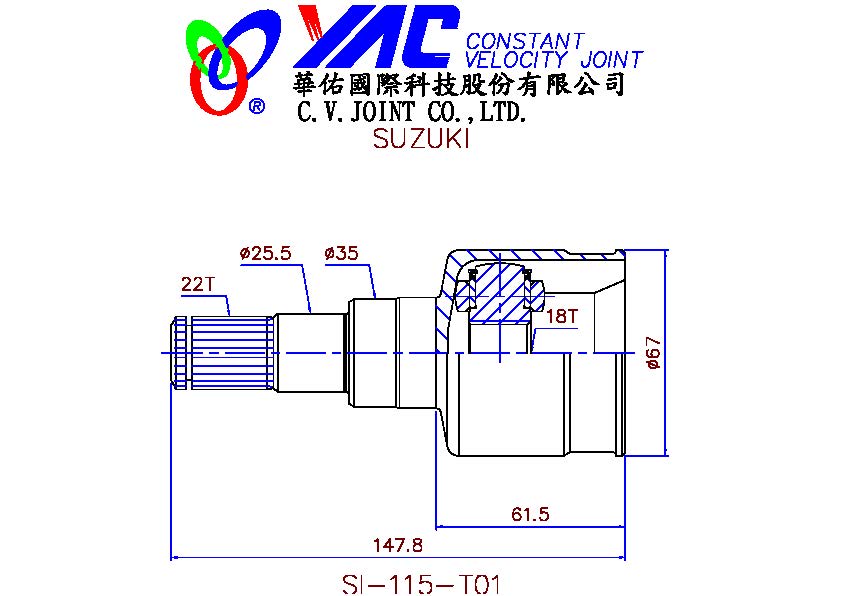 YAC CONSTANT
VELOCITY JOINT
®
華佑國際科技股份有限公司
C.V.JOINT CO.,LTD.
SUZUKI
ø25.5
ø35
22T
18T
ø67
61.5
147.8
SI-115-T01